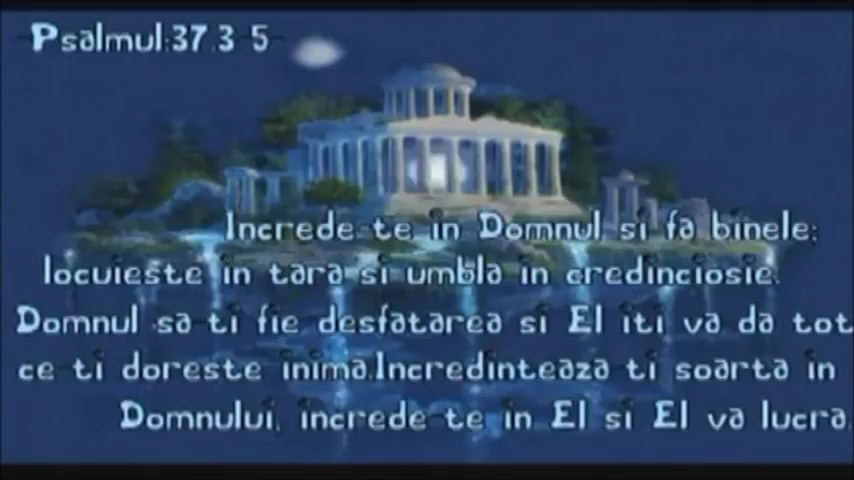 Psalmul:37.3-5
Increde-te in Domnul si fa binele;
locuieste in tara si umbla in credinciosie.
Domnul sa-ti fie desfatarea si El iti va da tot
ce-ti doreste inima.Incredinteaza-ti soarta in
Domnului, increde-te in El si El va lucra